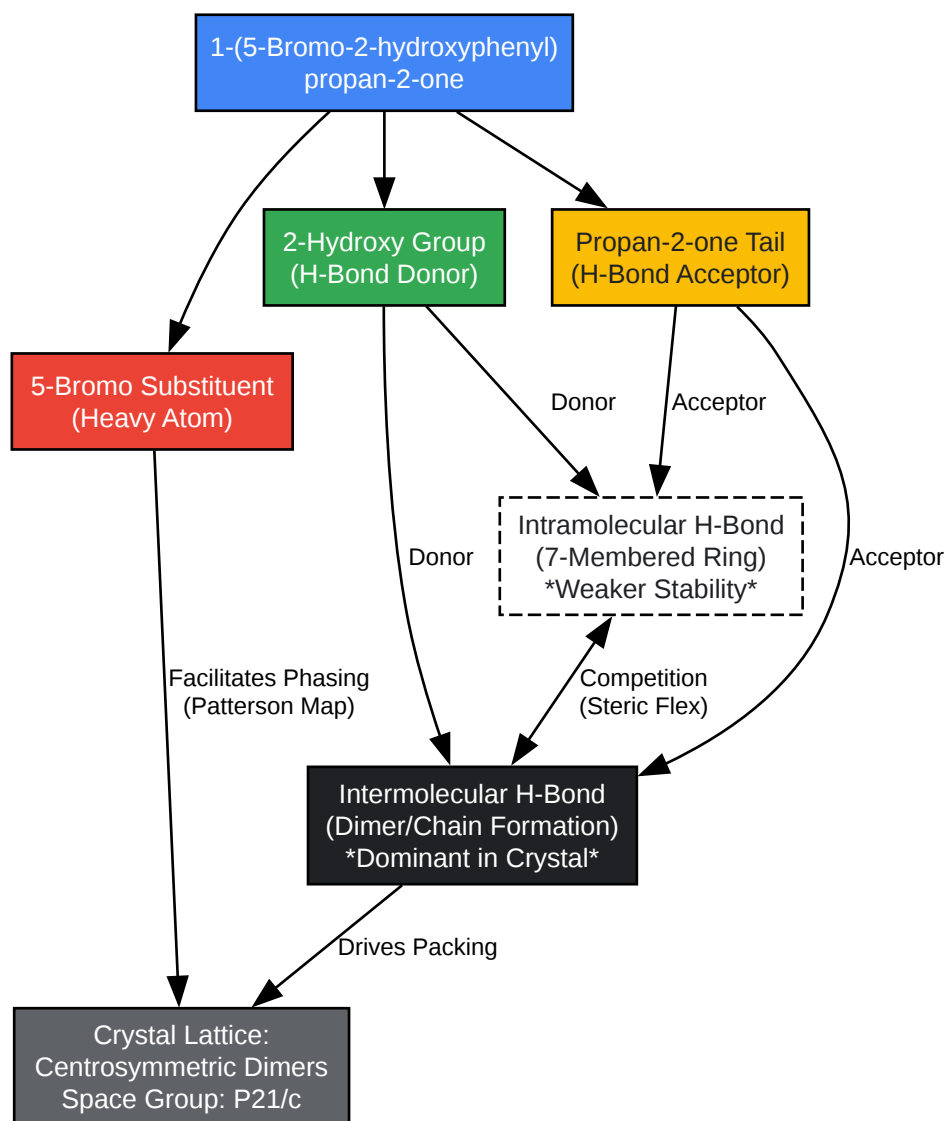 1-(5-Bromo-2-hydroxyphenyl)
propan-2-one
2-Hydroxy Group
(H-Bond Donor)
Propan-2-one Tail
(H-Bond Acceptor)
5-Bromo Substituent
(Heavy Atom)
Donor
Acceptor
Intramolecular H-Bond
(7-Membered Ring)
*Weaker Stability*
Donor
Acceptor
Facilitates Phasing
(Patterson Map)
Competition
(Steric Flex)
Intermolecular H-Bond
(Dimer/Chain Formation)
*Dominant in Crystal*
Drives Packing
Crystal Lattice:
Centrosymmetric Dimers
Space Group: P21/c